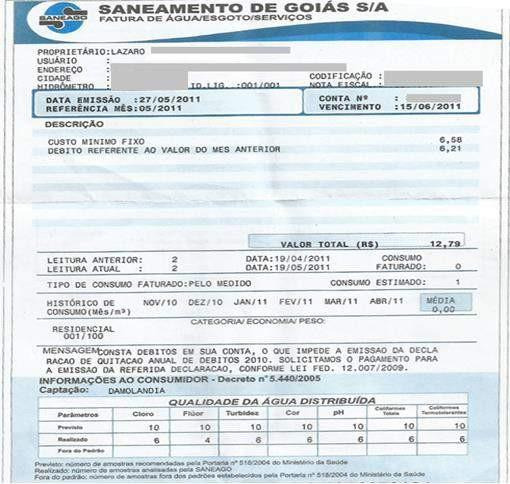 SANEAMENTO DE GOIÁS S/A
SANEAGO
FATURA DE ÁGUA/ESGOTO/SERVIÇOS
PROPRIETÁRIO:LAZARO
USUÁRIO :
ENDEREÇO :
CIDADE CODIFICAÇÃO :
HIDRÔMETRO ID.LIG.:001/001 NOTA FISCAL
DATA EMISSÃO :27/05/2011 CONTA Nº :
REFERÊNCIA MÊS:05/2011 VENCIMENTO :15/06/2011
DESCRIÇÃO
CUSTO MINIMO FIXO 6,58
DEBITO REFERENTE AO VALOR DO MES ANTERIOR 6,21
VALOR TOTAL (R$) 12,79
LEITURA ANTERIOR: 2 DATA:19/04/2011 CONSUMO
LEITURA ATUAL : 2 DATA:19/05/2011 FATURADO: 0
TIPO DE CONSUMO FATURADO:PELO MEDIDO CONSUMO ESTIMADO: 1
HISTÓRICO DE NOV/10 DEZ/10 JAN/11 FEV/11 MAR/11 ABR/11 MÉDIA
CONSUMO(Mês/m³) 0,00
CATEGORIA/ECONOMIA/PESO:
RESIDENCIAL
001/100
MENSAGEM:CONSTA DEBITOS EM SUA CONTA, O QUE IMPEDE A EMISSAO DA DECLA
RACAO DE QUITACAO ANUAL DE DEBITOS 2010. SOLICITAMOS O PAGAMENTO PARA
A EMISSAO DA REFERIDA DECLARACAO, CONFORME LEI FED. 12.007/2009.
INFORMAÇÕES AO CONSUMIDOR - Decreto nº 5.440/2005
Captação: DAMOLANDIA
QUALIDADE DA ÁGUA DISTRIBUÍDA
Parâmetros Cloro Flúor Turbidez Cor pH Coliformes Totais Coliformes Termotolerantes
Previsto 10 10 10 10 10 10 10
Realizado 6 4 6 6 6 6 6
Fora do Padrão
Previsto: número de amostras recomendadas pela Portaria nº 518/2004 do Ministério da Saúde
Realizado: número de amostras analisadas pela SANEAGO
Fora do padrão: número de amostras fora dos padrões estabelecidos pela Portaria nº 518/2004 do Ministério da Saúde